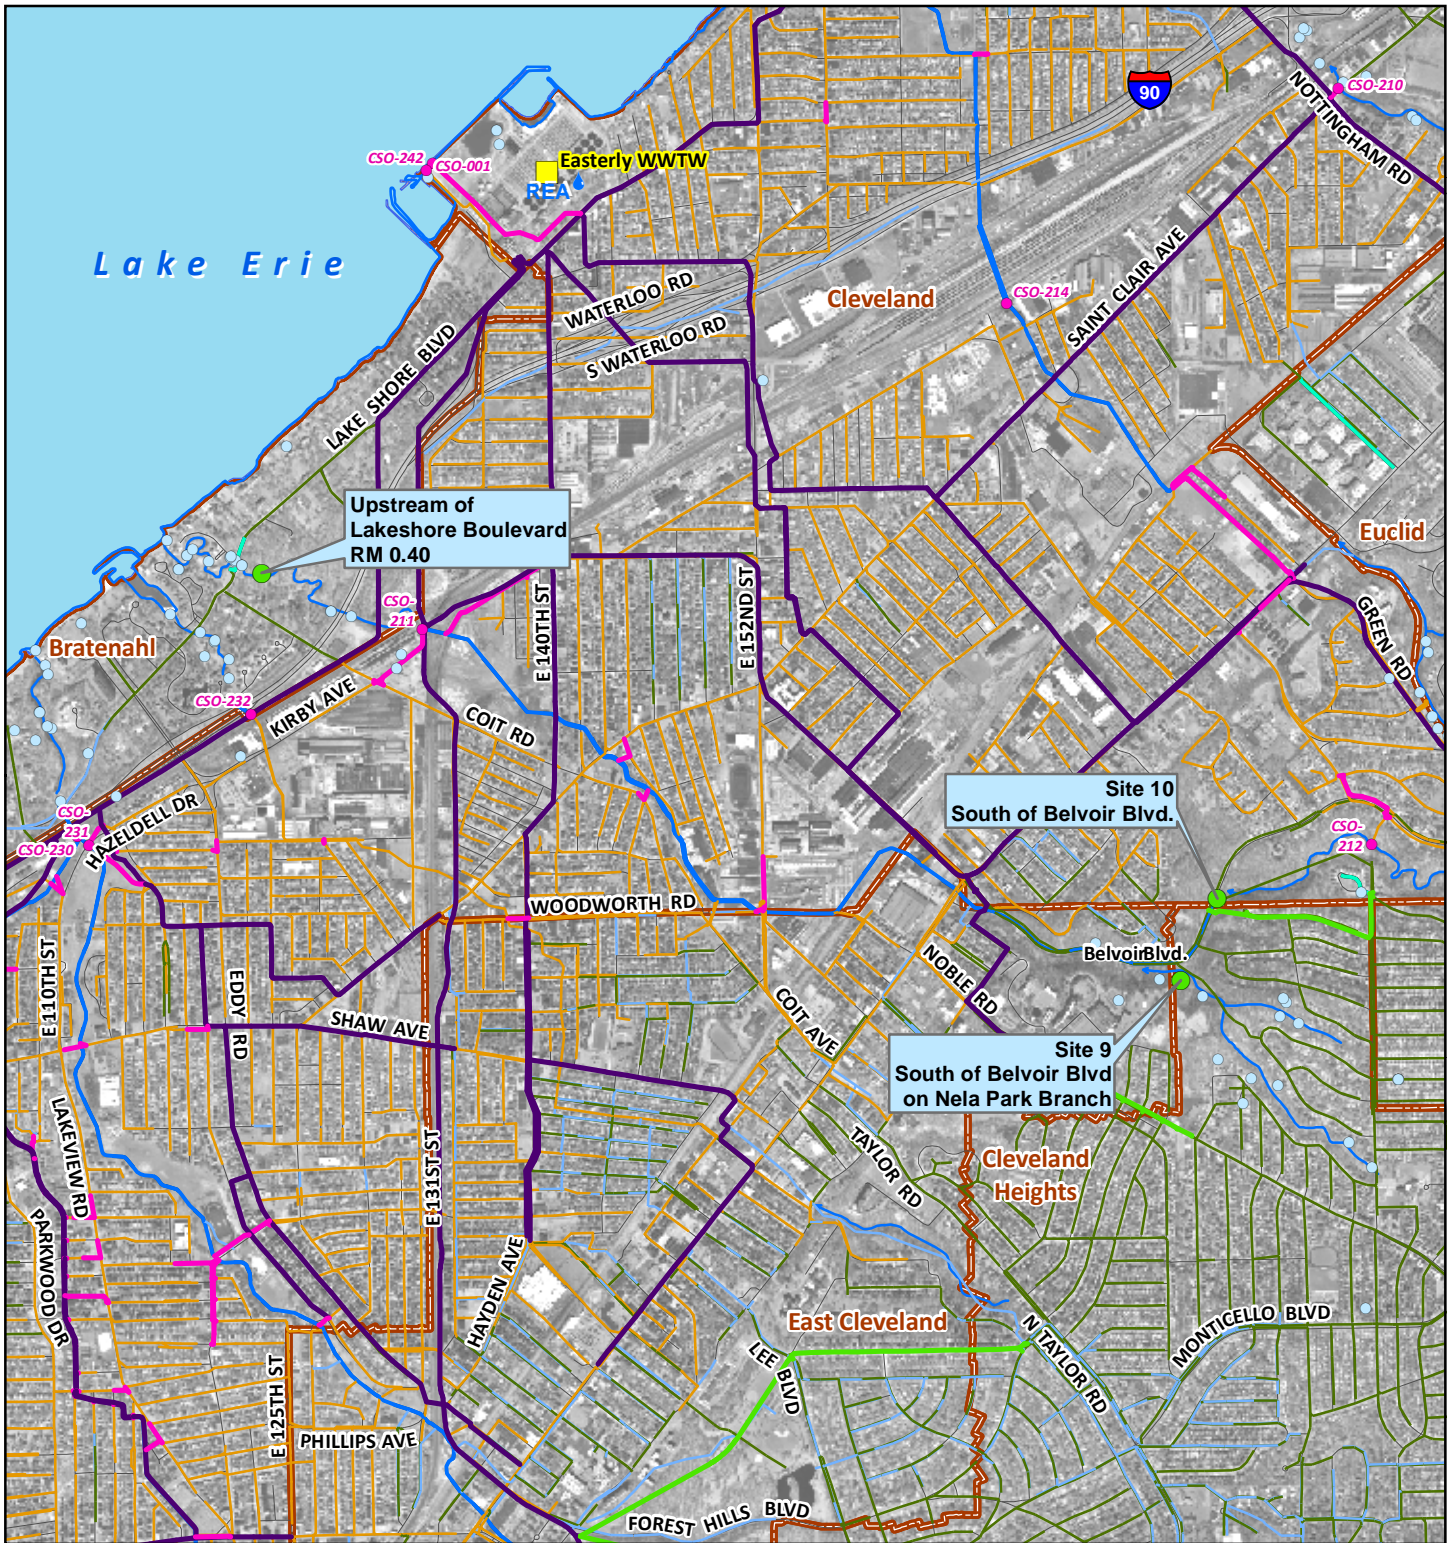 90
CSO-210
NOTTINGHAM RD
CSO-242
CSO-001
Easterly WWTW
REA
Lake Erie
WATERLOO RD
Cleveland
CSO-214
SAINT CLAIR AVE
S WATERLOO RD
LAKE SHORE BLVD
Upstream of
Lakeshore Boulevard
RM 0.40
Euclid
CSO-
211
E 140TH ST
E 152ND ST
GREEN RD
Bratenahl
CSO-232
KIRBY AVE
COIT RD
Site 10
South of Belvoir Blvd.
CSO-
231
CSO-230
HAZELDELL DR
CSO-
212
WOODWORTH RD
E 110TH ST
EDDY RD
NOBLE RD
BelvoirBlvd.
SHAW AVE
COIT AVE
Site 9
South of Belvoir Blvd
on Nela Park Branch
LAKEVIEW RD
E 131ST ST
TAYLOR RD
Cleveland
Heights
PARKWOOD DR
HAYDEN AVE
East Cleveland
N TAYLOR RD
MONTICELLO BLVD
LEE BLVD
E 125TH ST
PHILLIPS AVE
FOREST HILLS BLVD